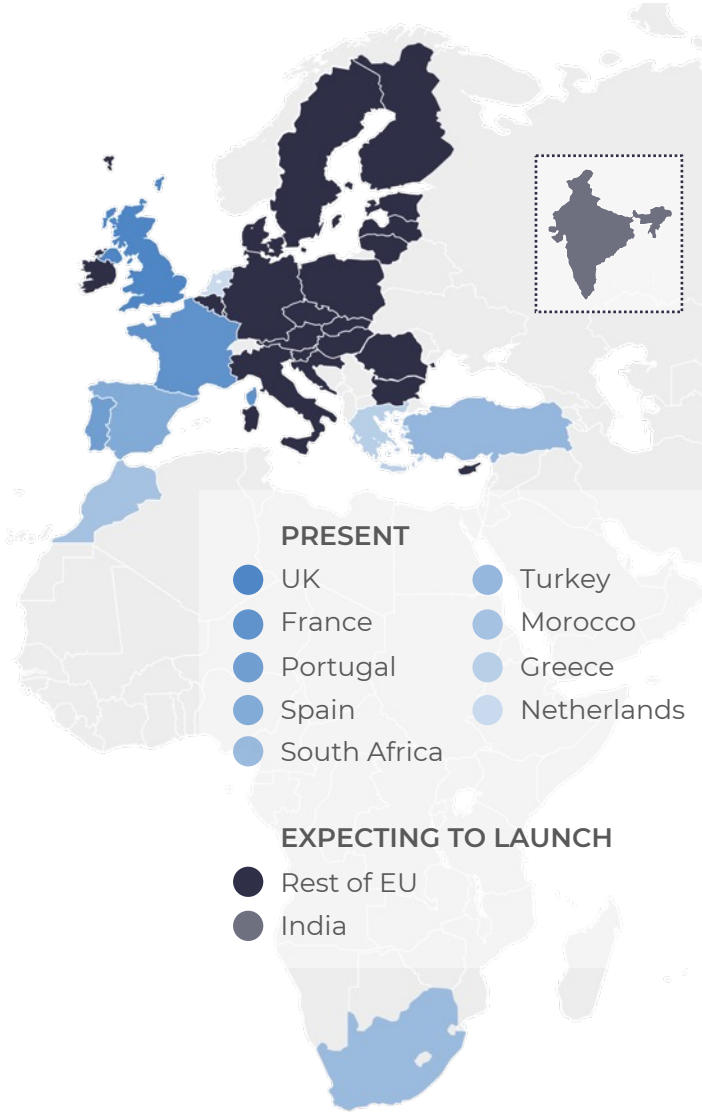 PRESENT
UK
France
Portugal
Spain
South Africa
Turkey
Morocco
Greece
Netherlands
EXPECTING TO LAUNCH
Rest of EU
India